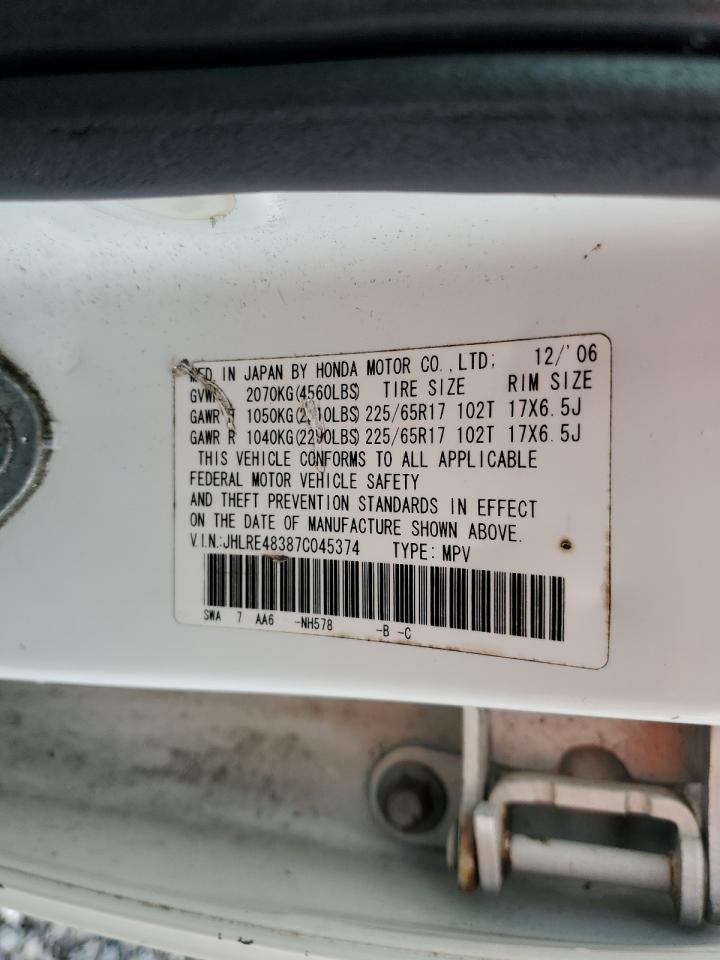 MFD IN JAPAN BY HONDA MOTOR CO.,LTD; 12/'06
GVWR 2070KG(4560LBS) TIRE SIZE RIM SIZE
GAWR F 1050KG LBS) 225/65R17 102T 17X6.5J
GAWR R 1040KG(2290LBS) 225/65R17 102T 17X6.5J
THIS VEHICLE CONFORMS TO ALL APPLICABLE
FEDERAL MOTOR VEHICLE SAFETY
AND THEFT PREVENTION STANDARDS IN EFFECT
ON THE DATE OF MANUFACTURE SHOWN ABOVE.
V.I.N.:JHLRE48387C045374 TYPE: MPV
SWA 7 AA6 -NH578 -B -C